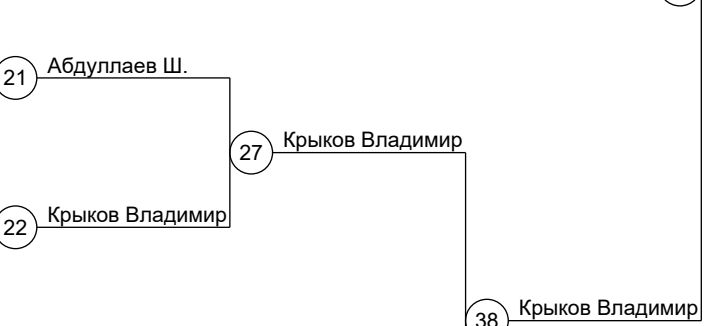 21 Абдуллаев Ш.
27 Крыков Владимир
22 Крыков Владимир
38 Крыков Владимир